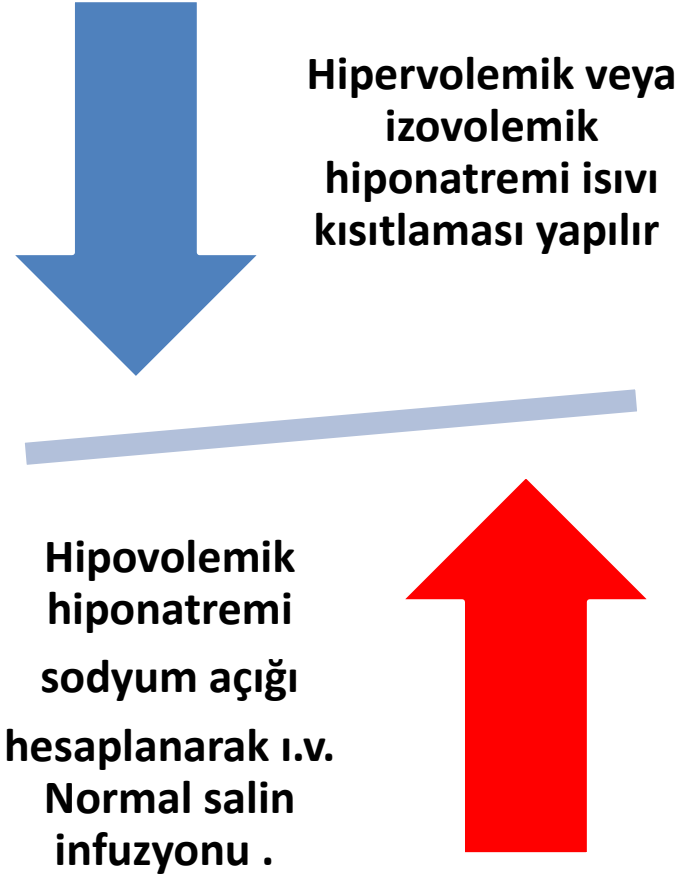 Hipervolemik veya
izovolemik
hiponatremi isıvı
kısıtlaması yapılır
Hipovolemik
hiponatremi
sodyum açığı
hesaplanarak ı.v.
Normal salin
infuzyonu .